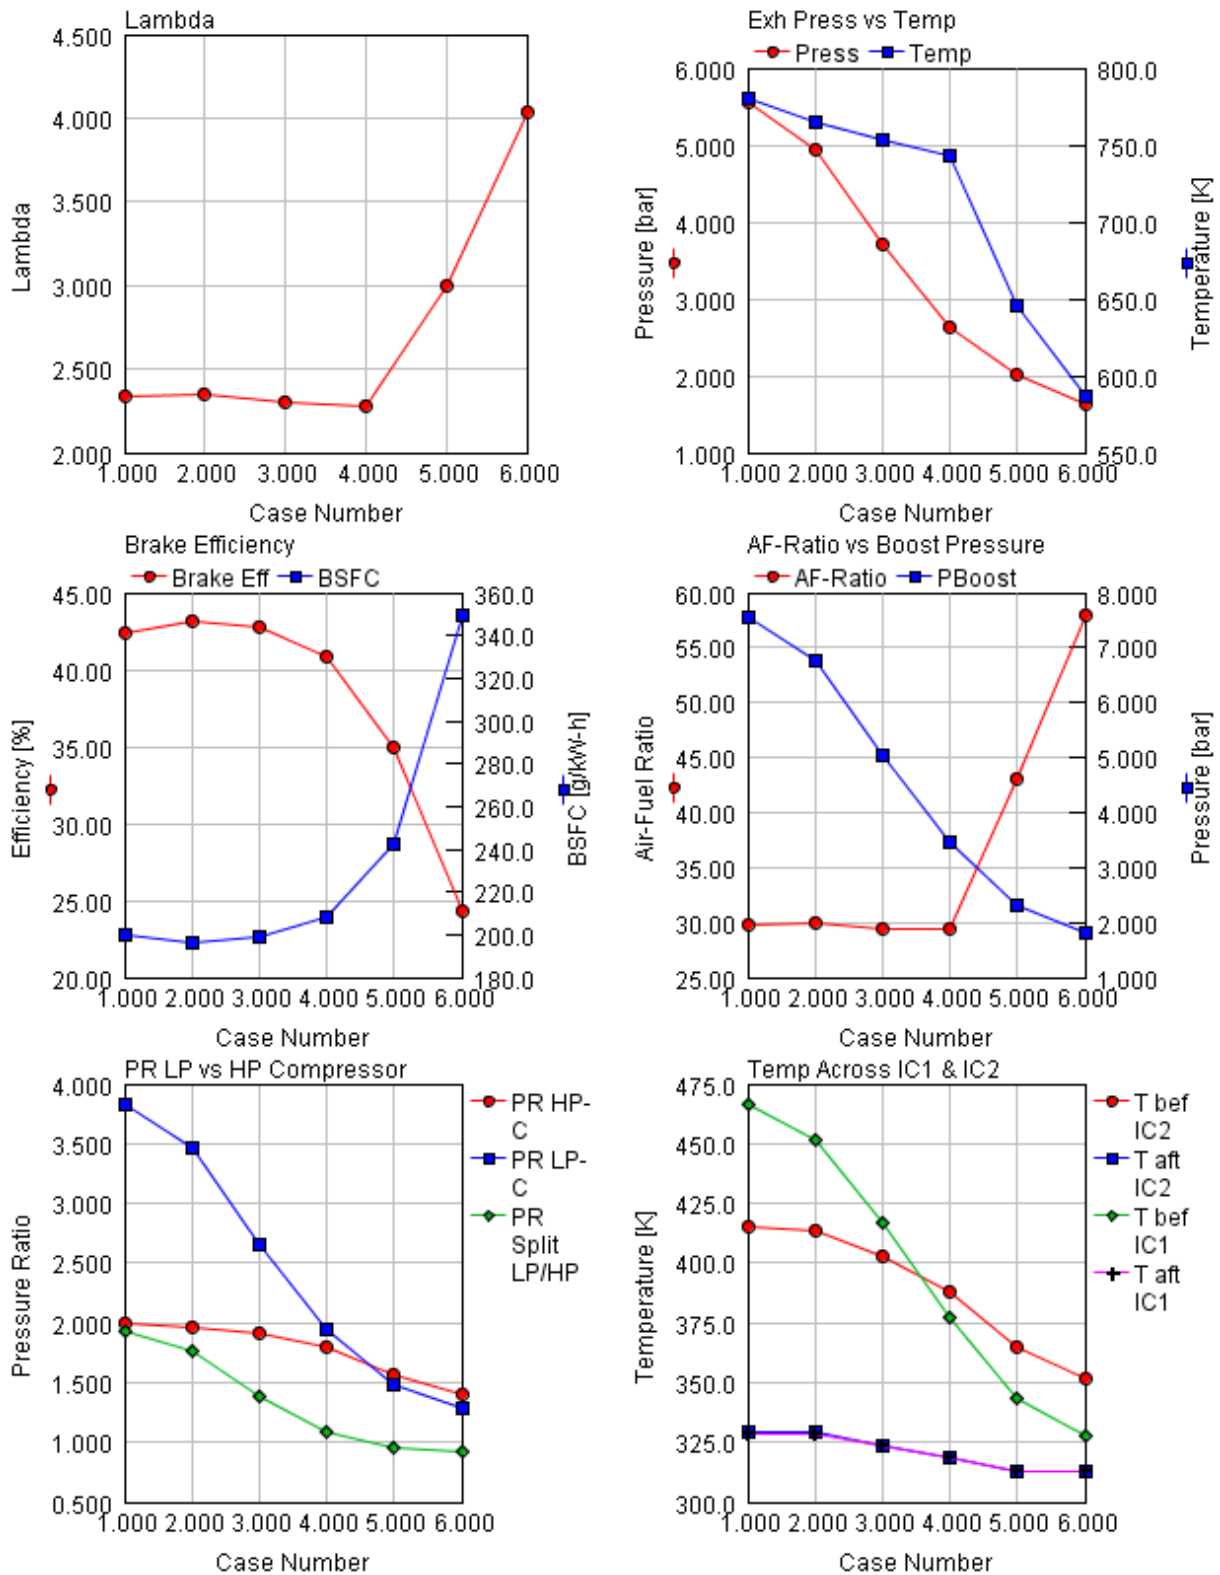 Lambda
4.500
4.000
3.500
3.000
2.500
2.000
Lambda
1.000 2.000 3.000 4.000 5.000 6.000
Case Number
Exh Press vs Temp
Press Temp
6.000
5.000
4.000
3.000
2.000
1.000
Pressure [bar]
800.0
750.0
700.0
650.0
600.0
550.0
Temperature [K]
1.000 2.000 3.000 4.000 5.000 6.000
Case Number
Brake Efficiency
Brake Eff BSFC
45.00
40.00
35.00
30.00
25.00
20.00
Efficiency [%]
360.0
340.0
320.0
300.0
280.0
260.0
240.0
220.0
200.0
180.0
BSFC [g/kW-h]
1.000 2.000 3.000 4.000 5.000 6.000
Case Number
AF-Ratio vs Boost Pressure
AF-Ratio PBoost
60.00
55.00
50.00
45.00
40.00
35.00
30.00
25.00
Air-Fuel Ratio
8.000
7.000
6.000
5.000
4.000
3.000
2.000
1.000
Pressure [bar]
1.000 2.000 3.000 4.000 5.000 6.000
Case Number
PR LP vs HP Compressor
4.000
3.500
3.000
2.500
2.000
1.500
1.000
0.500
Pressure Ratio
PR HP-
C
PR LP-
C
PR
Split
LP/HP
1.000 2.000 3.000 4.000 5.000 6.000
Case Number
Temp Across IC1 & IC2
475.0
450.0
425.0
400.0
375.0
350.0
325.0
300.0
Temperature [K]
T bef
IC2
T aft
IC2
T bef
IC1
T aft
IC1
1.000 2.000 3.000 4.000 5.000 6.000
Case Number